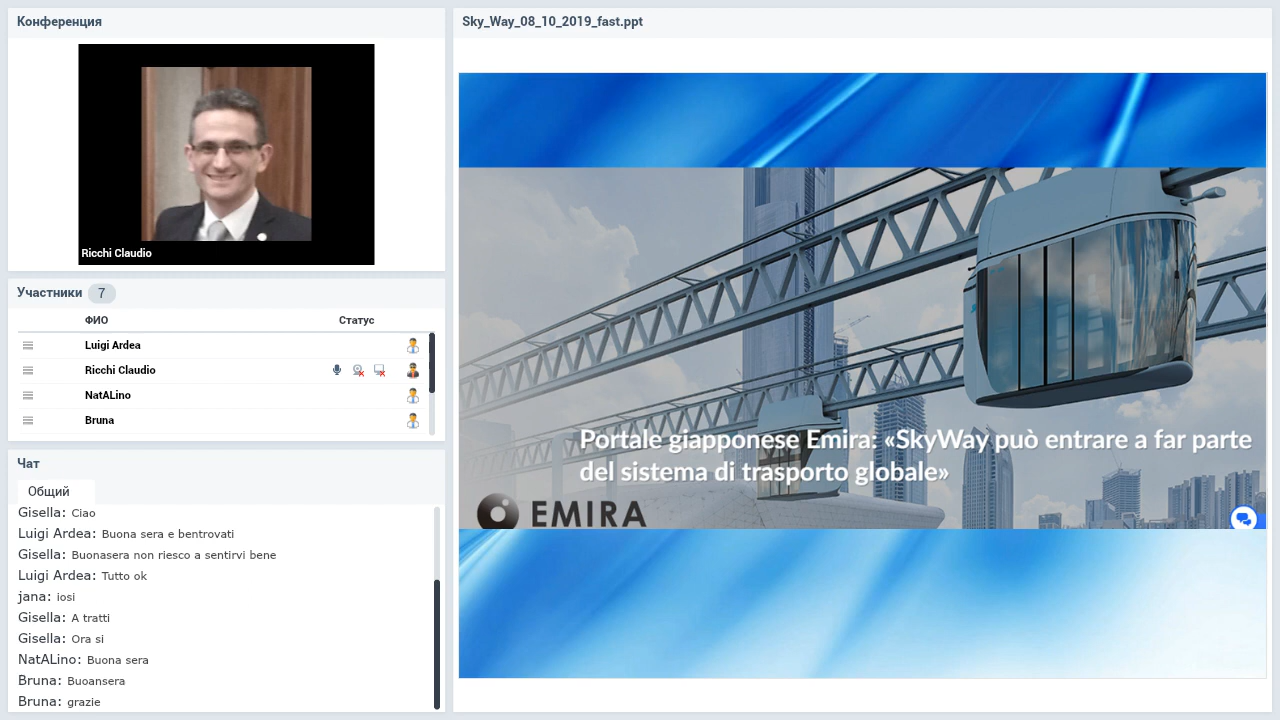 Конференция
Ricchi Claudio
Участники 7
ФИО Статус
Luigi Ardea
Ricchi Claudio
NatALino
Bruna
Чат
Общий
Gisella: Ciao
Luigi Ardea: Buona sera e bentrovati
Gisella: Buonasera non riesco a sentirvi bene
Luigi Ardea: Tutto ok
jana: iosi
Gisella: A tratti
Gisella: Ora si
NatALino: Buona sera
Bruna: Buoansera
Bruna: grazie
Sky_Way_08_10_2019_fast.ppt
Portale giapponese Emira: «SkyWay può entrare a far parte
del sistema di trasporto globale»
EMIRA